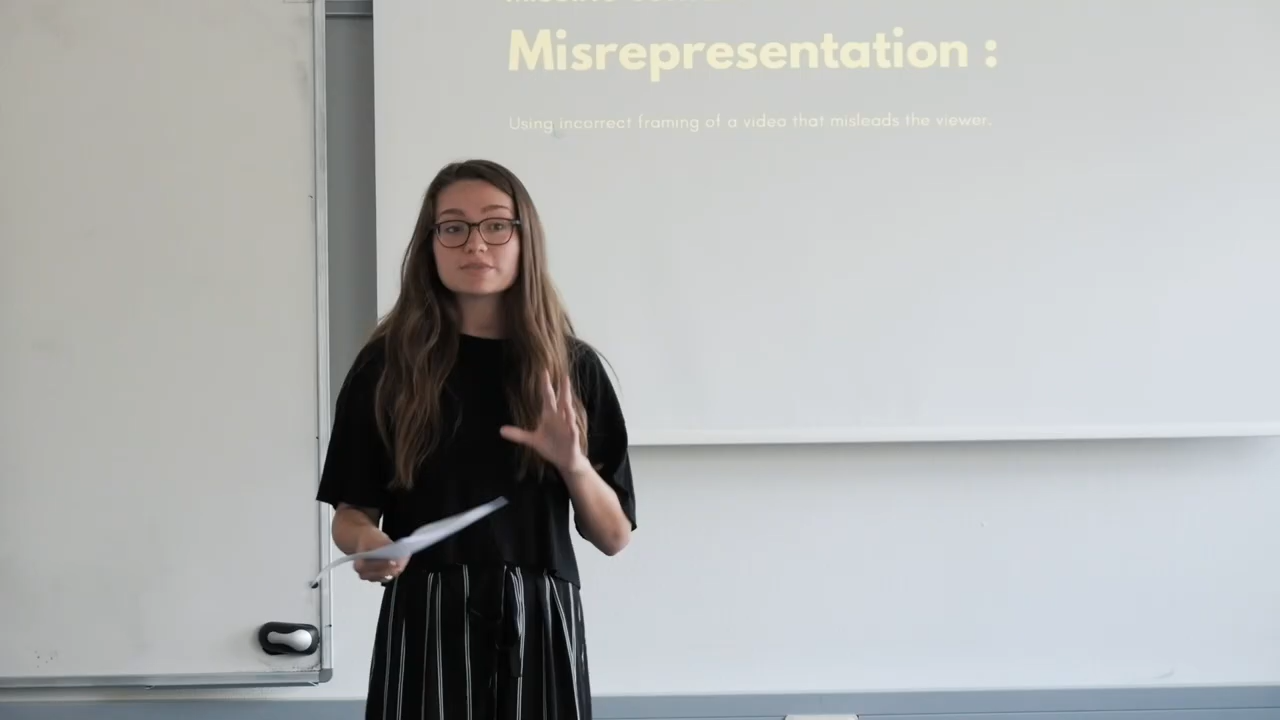 Misrepresentation :
Using incorrect framing of a video that misleads the viewer.